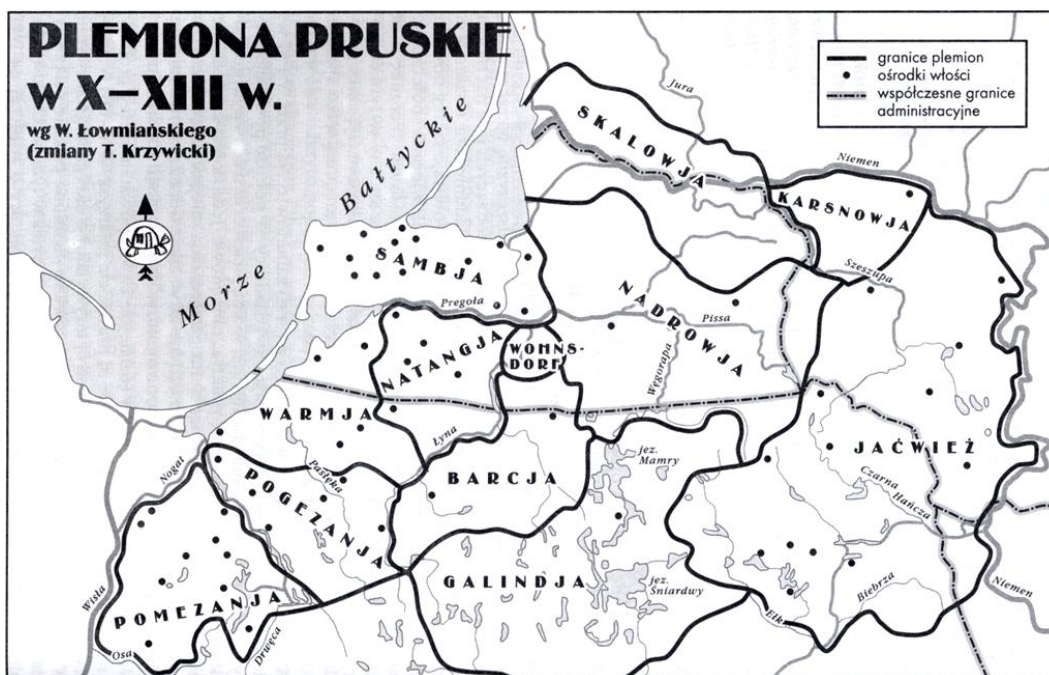 PLEMIONA PRUSKIE
w X–XIII w.
wg W. Łowmiańskiego
(zmiany T. Krzywicki)
granice plemion
ośrodki włości
współczesne granice
administracyjne
Morze Bałtyckie
Jura
SKALOWJA
Niemen
KARSNOWJA
SAMBJA
Szeszupa
Pregoła
NADROWJA
Pissa
NATANGJA
WOHNS-
DORF
Węgorapa
WARMJA
Łyna
JAĆWIEŻ
Nogat
Pasłęka
jez.
Mamry
BARCJA
POGEZANJA
Czarna
Hańcza
GALINDJA
jez.
Śniardwy
Wisła
POMEZANJA
Biebrza
Niemen
Ełk
Osa
Drwęca